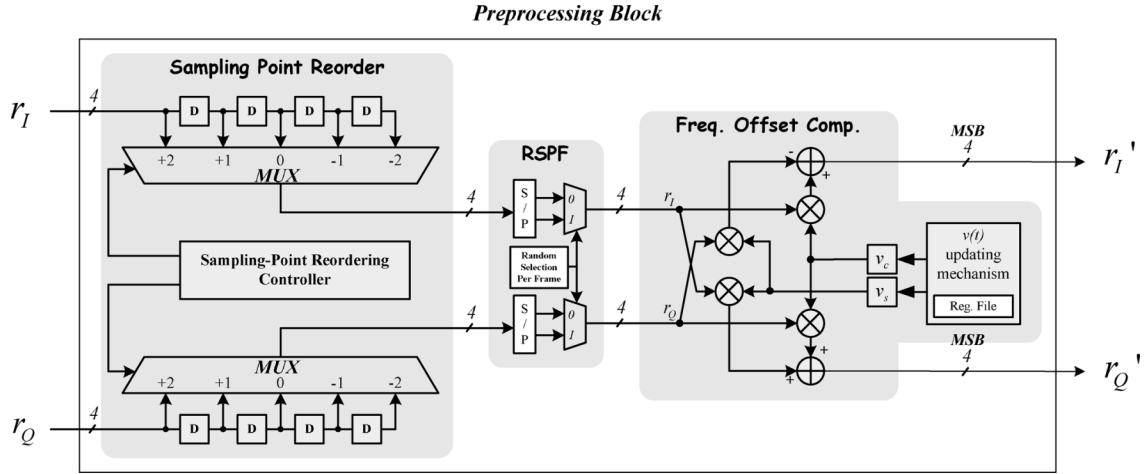 Preprocessing Block
Sampling Point Reorder
r_I
4
D D D D
+2 +1 0 -1 -2
MUX
Sampling-Point Reordering
Controller
MUX
+2 +1 0 -1 -2
r_Q
4
D D D D
RSPF
4
S / P
0
1
4
Random
Selection
Per Frame
4
S / P
0
1
4
Freq. Offset Comp.
r_I
r_Q
-
+
+
+
v_c
v_s
v(t)
updating
mechanism
Reg. File
MSB
4
r_I'
MSB
4
r_Q'